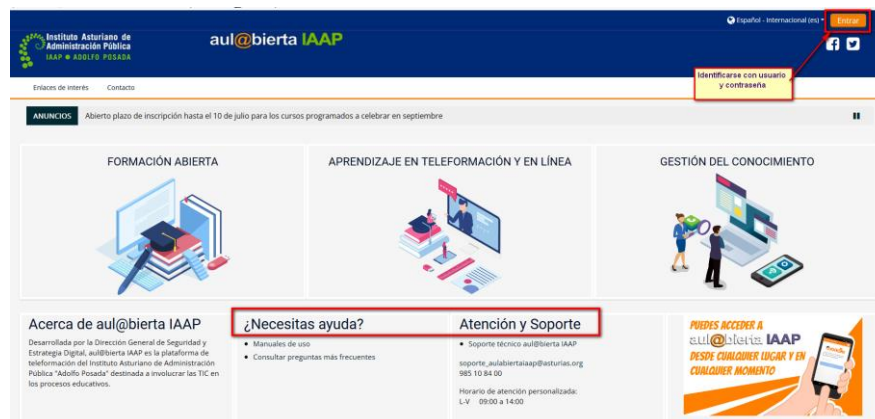 Español - Internacional (es)
Entrar
Instituto Asturiano de
Administración Pública
IAAP ● ADOLFO POSADA
aul@bierta IAAP
Identificarse con usuario
y contraseña
Enlaces de interés Contacto
ANUNCIOS Abierto plazo de inscripción hasta el 10 de julio para los cursos programados a celebrar en septiembre
FORMACIÓN ABIERTA
APRENDIZAJE EN TELEFORMACIÓN Y EN LÍNEA
GESTIÓN DEL CONOCIMIENTO
Acerca de aul@bierta IAAP
Desarrollada por la Dirección General de Seguridad y
Estrategia Digital, aul@bierta IAAP es la plataforma de
teleformación del Instituto Asturiano de Administración
Pública "Adolfo Posada" destinada a involucrar las TIC en
los procesos educativos.
¿Necesitas ayuda?
• Manuales de uso
• Consultar preguntas más frecuentes
Atención y Soporte
• Soporte técnico aul@bierta IAAP
soporte_aulabiertaiaap@asturias.org
985 10 84 00
Horario de atención personalizada:
L-V 09:00 a 14:00
PUEDES ACCEDER A
aul@bierta IAAP
DESDE CUALQUIER LUGAR Y EN
CUALQUIER MOMENTO